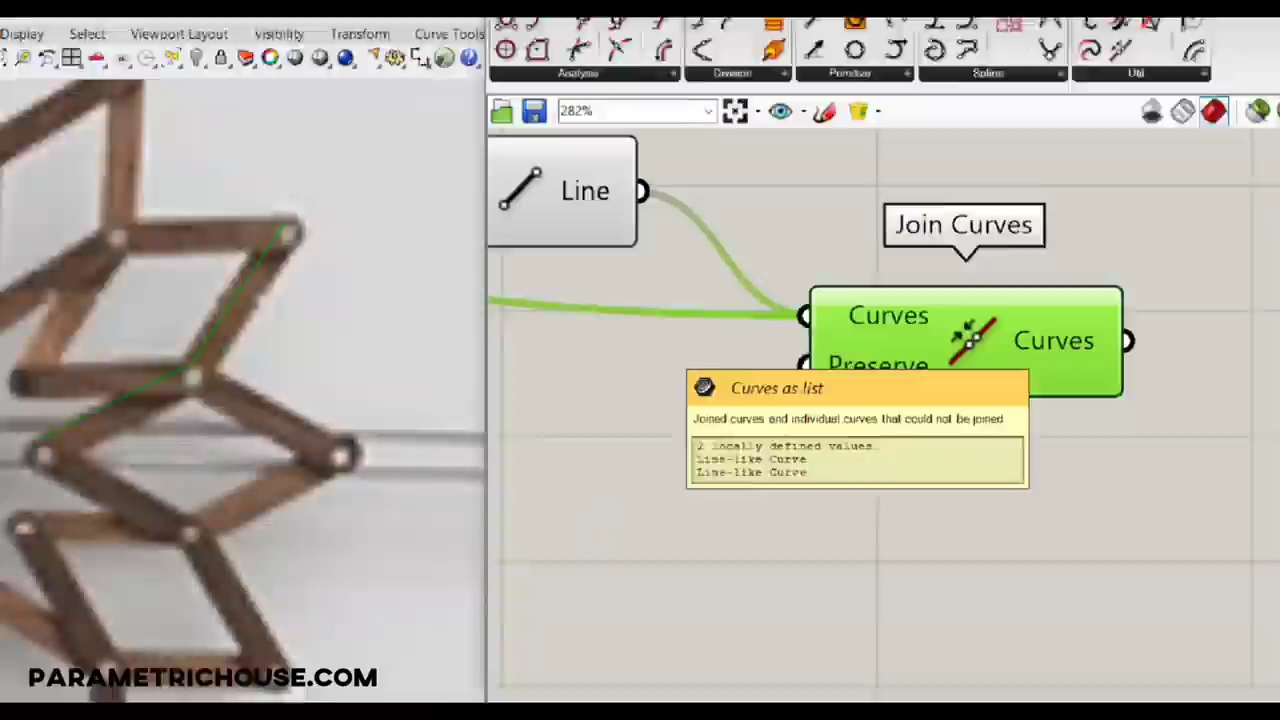 Display Select Viewport Layout Visibility Transform Curve Tools
Analysis Division Primitive Spline Util
282%
Line
Join Curves
Curves
Curves
Preserve
Curves as list
Joined curves and individual curves that could not be joined
2 locally defined values.
Line-like Curve
Line-like Curve
PARAMETRICHOUSE.COM